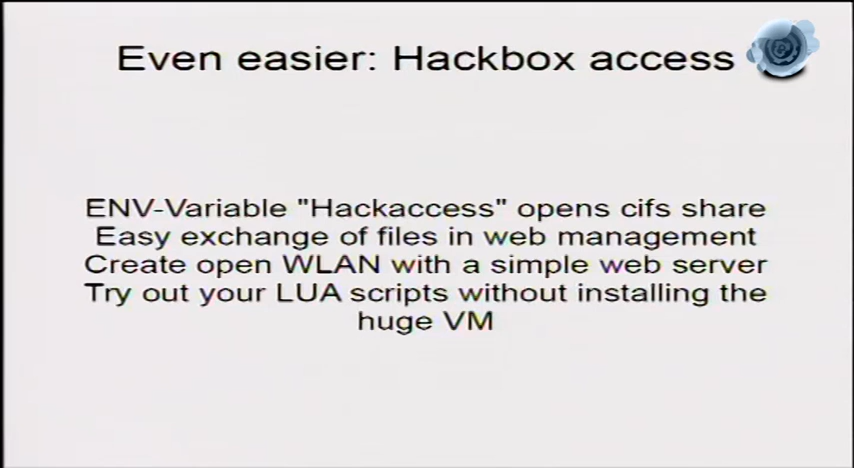 Even easier: Hackbox access
ENV-Variable "Hackaccess" opens cifs share
Easy exchange of files in web management
Create open WLAN with a simple web server
Try out your LUA scripts without installing the
huge VM